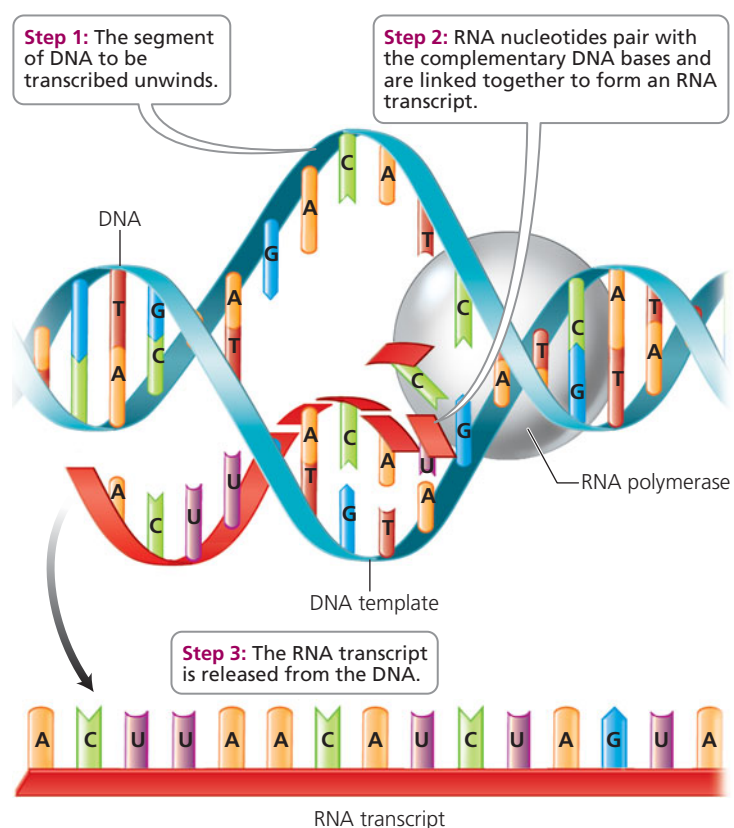 Step 1: The segment
of DNA to be
transcribed unwinds.
Step 2: RNA nucleotides pair with
the complementary DNA bases and
are linked together to form an RNA
transcript.
DNA
C
A
A
T
G
T
G
A
C
A
T
C
A
C
T
C
A
T
A
G
T
A
C
G
A
C
A
U
T
G
T
A
A
C
U
U
RNA polymerase
DNA template
Step 3: The RNA transcript
is released from the DNA.
A C U U A A C A U C U A G U A
RNA transcript